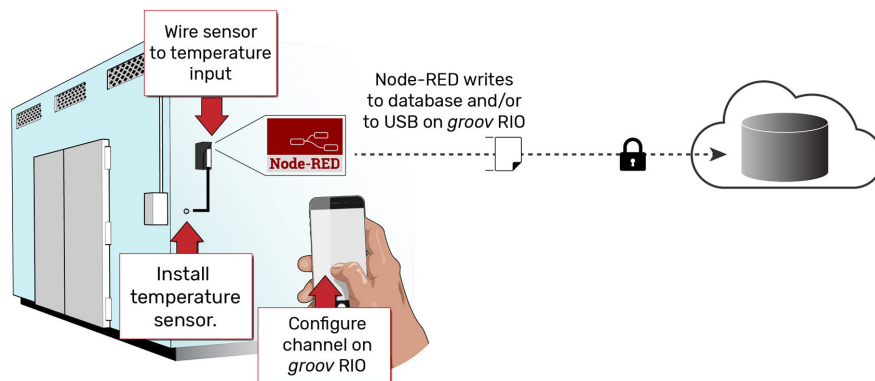 Wire sensor
to temperature
input
Node-RED writes
to database and/or
to USB on groov RIO
Node-RED
Install
temperature
sensor.
Configure
channel on
groov RIO